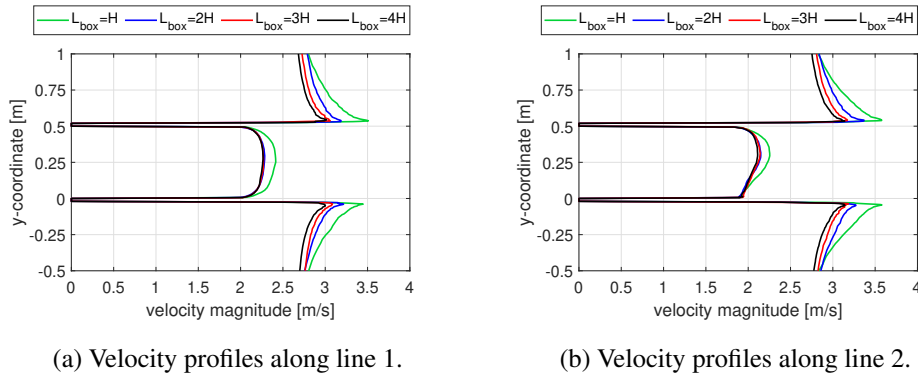 L_box=H L_box=2H L_box=3H L_box=4H
1
0.75
0.5
0.25
0
-0.25
-0.5
y-coordinate [m]
0 0.5 1 1.5 2 2.5 3 3.5 4
velocity magnitude [m/s]
(a) Velocity profiles along line 1.
L_box=H L_box=2H L_box=3H L_box=4H
1
0.75
0.5
0.25
0
-0.25
-0.5
y-coordinate [m]
0 0.5 1 1.5 2 2.5 3 3.5 4
velocity magnitude [m/s]
(b) Velocity profiles along line 2.